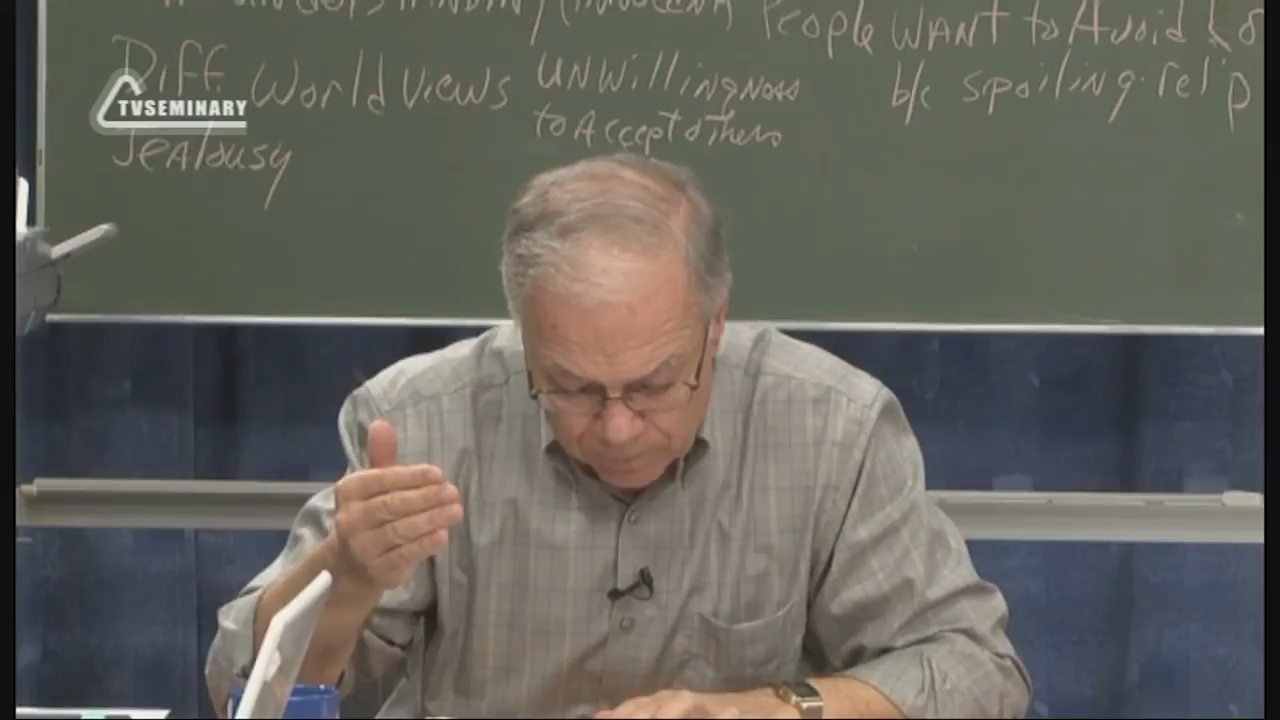 People WANT to Avoid
Diff. World Views UNWillingness b/c spoiling rel'p
to Accept others
Jealousy
TVSEMINARY